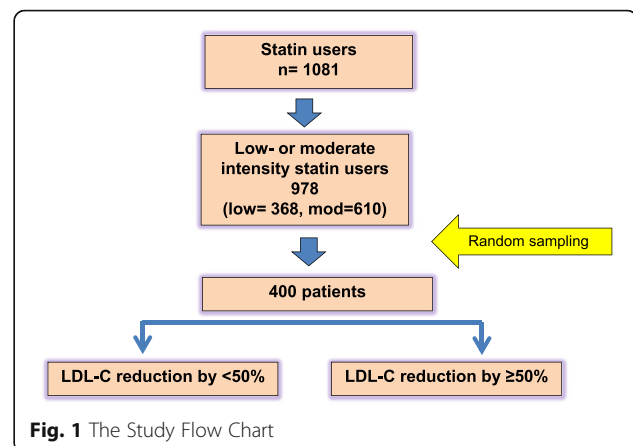 Statin users
n= 1081
Low- or moderate
intensity statin users
978
(low= 368, mod=610)
Random sampling
400 patients
LDL-C reduction by <50%
LDL-C reduction by ≥50%
Fig. 1 The Study Flow Chart